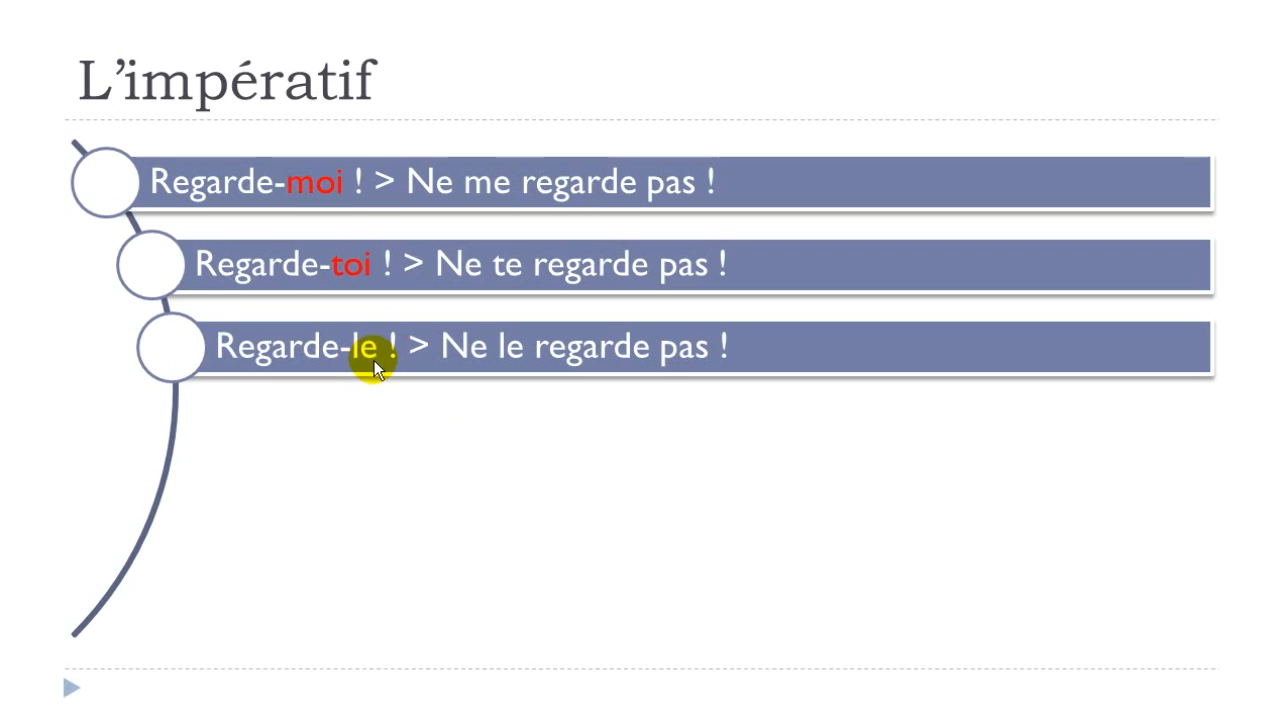 L’impératif
Regarde-moi ! > Ne me regarde pas !
Regarde-toi ! > Ne te regarde pas !
Regarde-le ! > Ne le regarde pas !